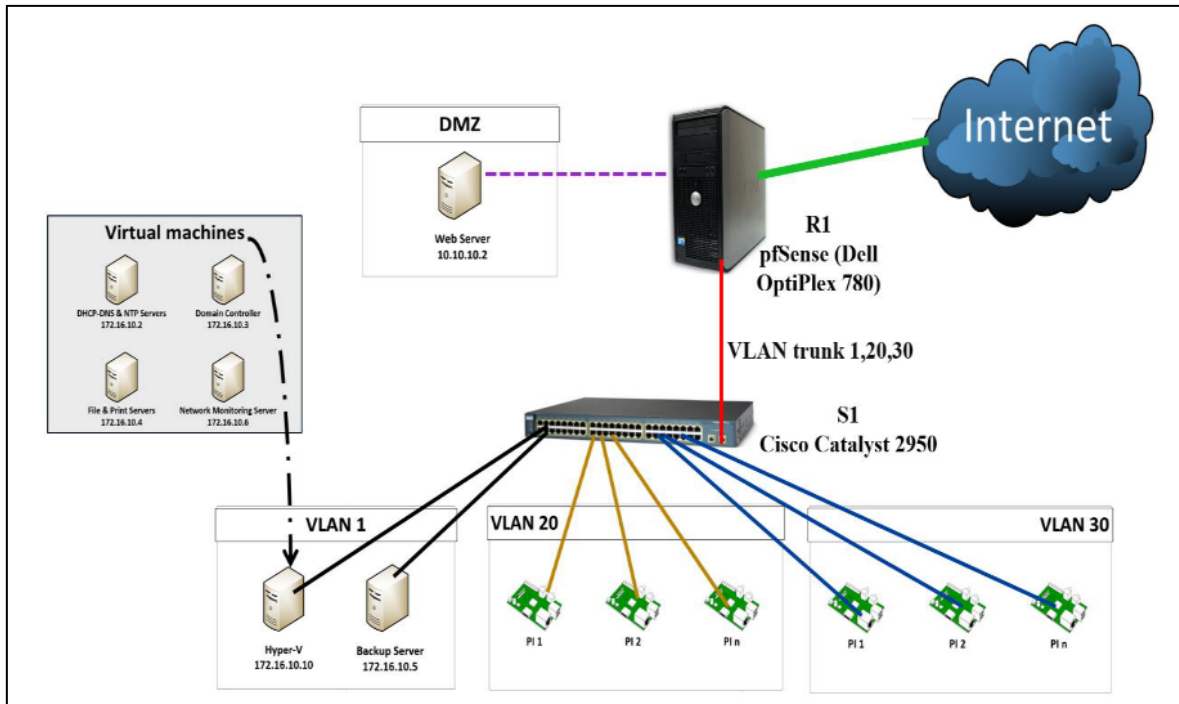 Internet
DMZ
Web Server
10.10.10.2
R1
pfSense (Dell
OptiPlex 780)
Virtual machines
DHCP-DNS & NTP Servers
172.16.10.2
Domain Controller
172.16.10.3
File & Print Servers
172.16.10.4
Network Monitoring Server
172.16.10.6
VLAN trunk 1,20,30
S1
Cisco Catalyst 2950
VLAN 1
Hyper-V
172.16.10.10
Backup Server
172.16.10.5
VLAN 20
PI 1
PI 2
PI n
VLAN 30
PI 1
PI 2
PI n